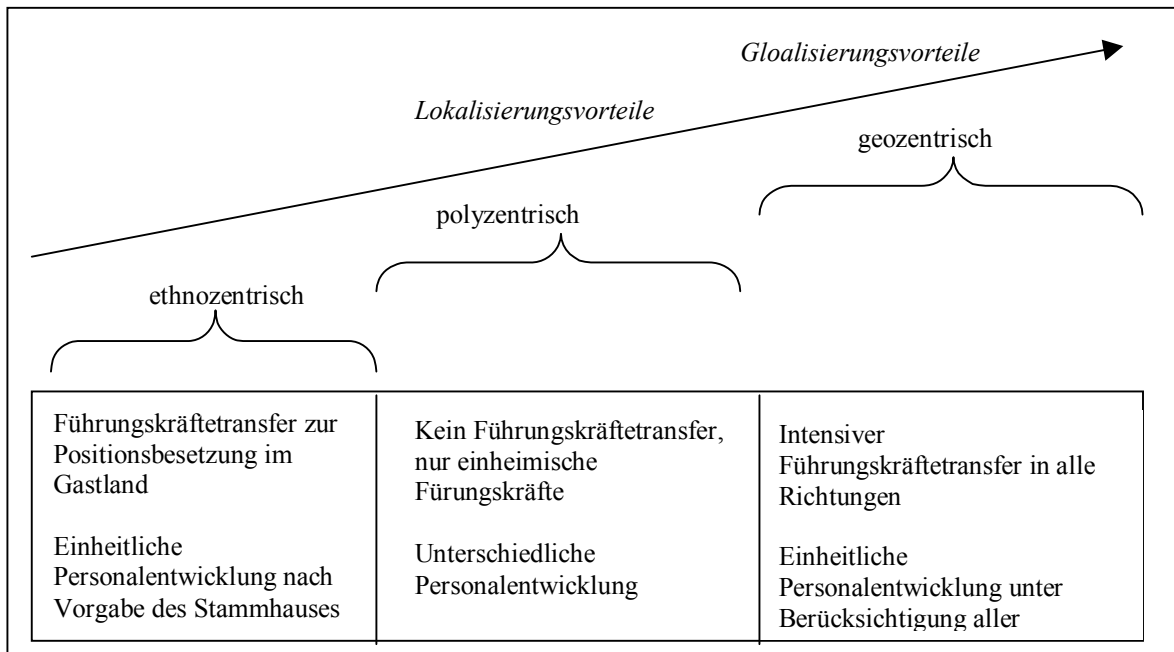 Gloalisierungsvorteile
Lokalisierungsvorteile
geozentrisch
polyzentrisch
ethnozentrisch
Führungskräftetransfer zur
Positionsbesetzung im
Gastland
Einheitliche
Personalentwicklung nach
Vorgabe des Stammhauses
Kein Führungskräftetransfer,
nur einheimische
Fürungskräfte
Unterschiedliche
Personalentwicklung
Intensiver
Führungskräftetransfer in alle
Richtungen
Einheitliche
Personalentwicklung unter
Berücksichtigung aller